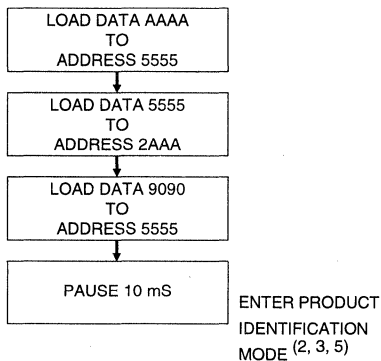 LOAD DATA AAAA
TO
ADDRESS 5555
LOAD DATA 5555
TO
ADDRESS 2AAA
LOAD DATA 9090
TO
ADDRESS 5555
PAUSE 10 mS
ENTER PRODUCT
IDENTIFICATION
MODE (2, 3, 5)